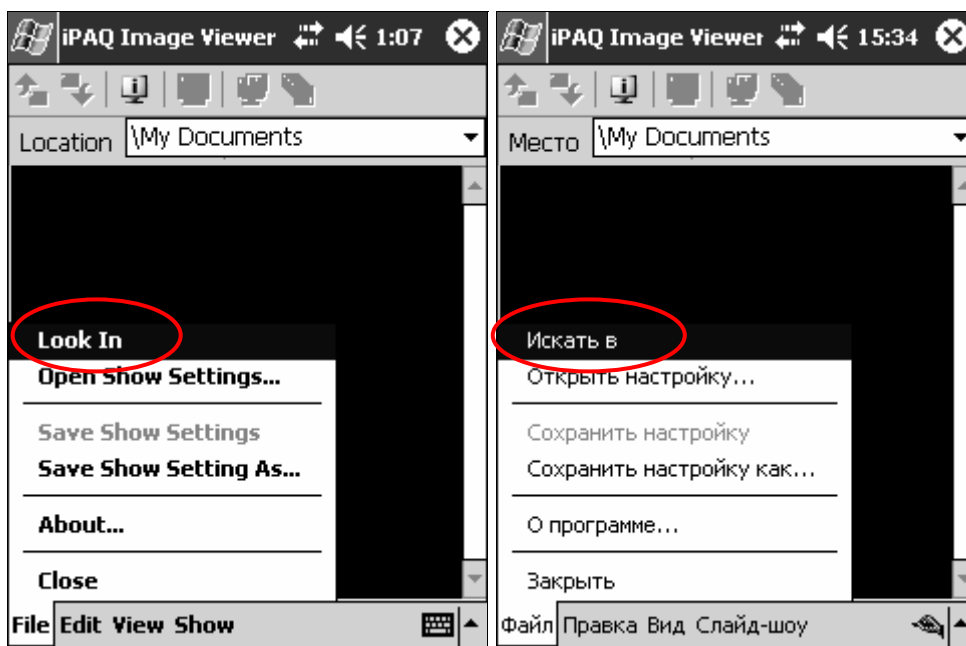 iPAQ Image Viewer 1:07
Location \My Documents
Look In
Open Show Settings...
Save Show Settings
Save Show Setting As...
About...
Close
File Edit View Show
iPAQ Image Viewer 15:34
Место \My Documents
Искать в
Открыть настройку...
Сохранить настройку
Сохранить настройку как...
О программе...
Закрыть
Файл Правка Вид Слайд-шоу